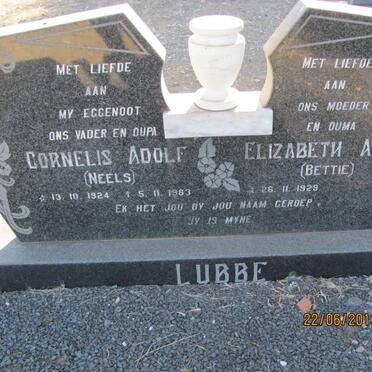 MET LIEFDE
AAN
MY EGGENOOT
ONS VADER EN OUPA
CORNELIS ADOLF
(NEELS)
13.10.1924 5.11.1983
MET LIEFDE
AAN
ONS MOEDER
EN OUMA
ELIZABETH A
(BETTIE)
26.11.1929
EK HET JOU BY JOU NAAM GEROEP
JY IS MYNE
LUBBE
22/06/201